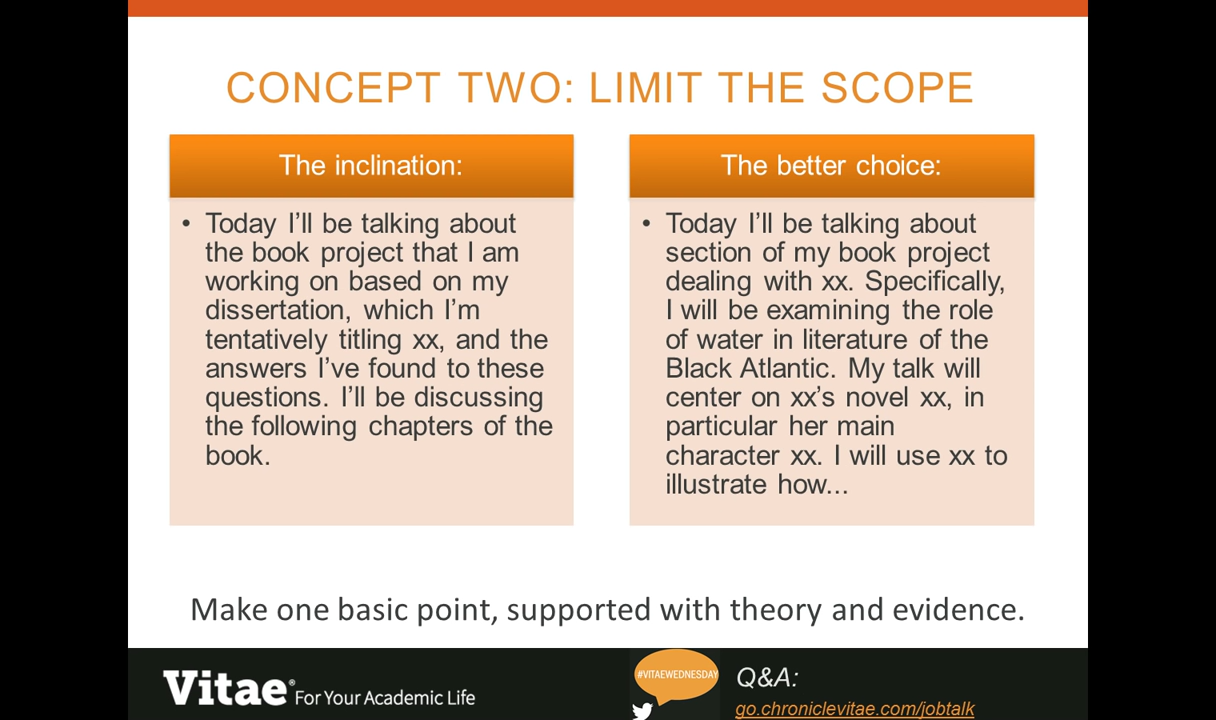 CONCEPT TWO: LIMIT THE SCOPE
The inclination:
• Today I’ll be talking about
the book project that I am
working on based on my
dissertation, which I’m
tentatively titling xx, and the
answers I’ve found to these
questions. I’ll be discussing
the following chapters of the
book.
The better choice:
• Today I’ll be talking about
section of my book project
dealing with xx. Specifically,
I will be examining the role
of water in literature of the
Black Atlantic. My talk will
center on xx’s novel xx, in
particular her main
character xx. I will use xx to
illustrate how...
Make one basic point, supported with theory and evidence.
Vitae® For Your Academic Life
#VITAEWEDNESDAY
Q&A:
go.chroniclevitae.com/jobtalk